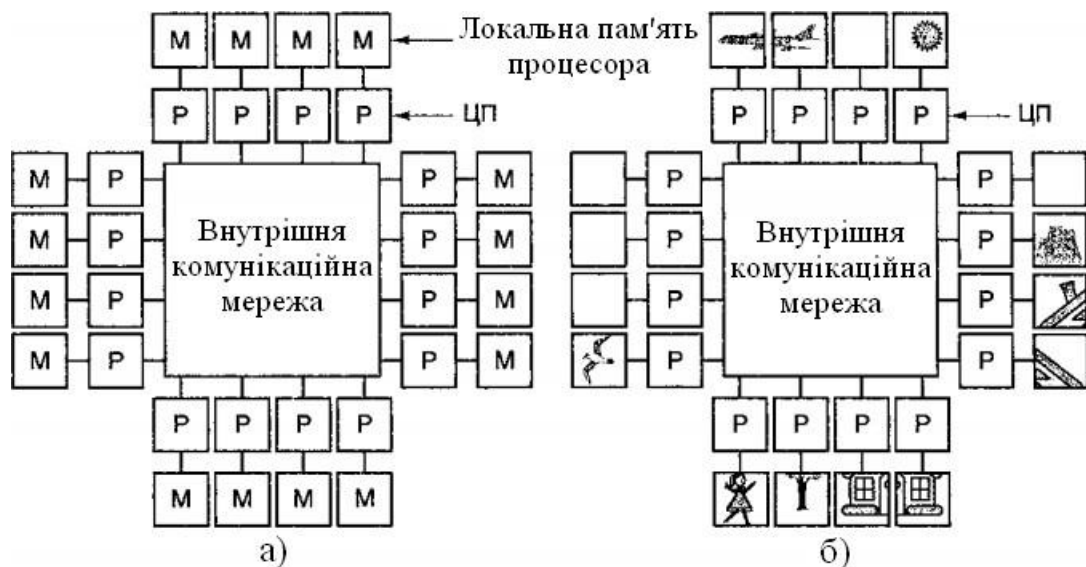 М М М М
Локальна пам'ять
процесора
Р Р Р Р
ЦП
ЦП
Р Р Р Р
М Р
Р М
Р
Р
М Р
Р М
Р
Р
М Р
Р М
Р
Р
М Р
Р М
Р
Р
Внутрішня
комунікаційна
мережа
Внутрішня
комунікаційна
мережа
Р Р Р Р
Р Р Р Р
М М М М
а)
б)